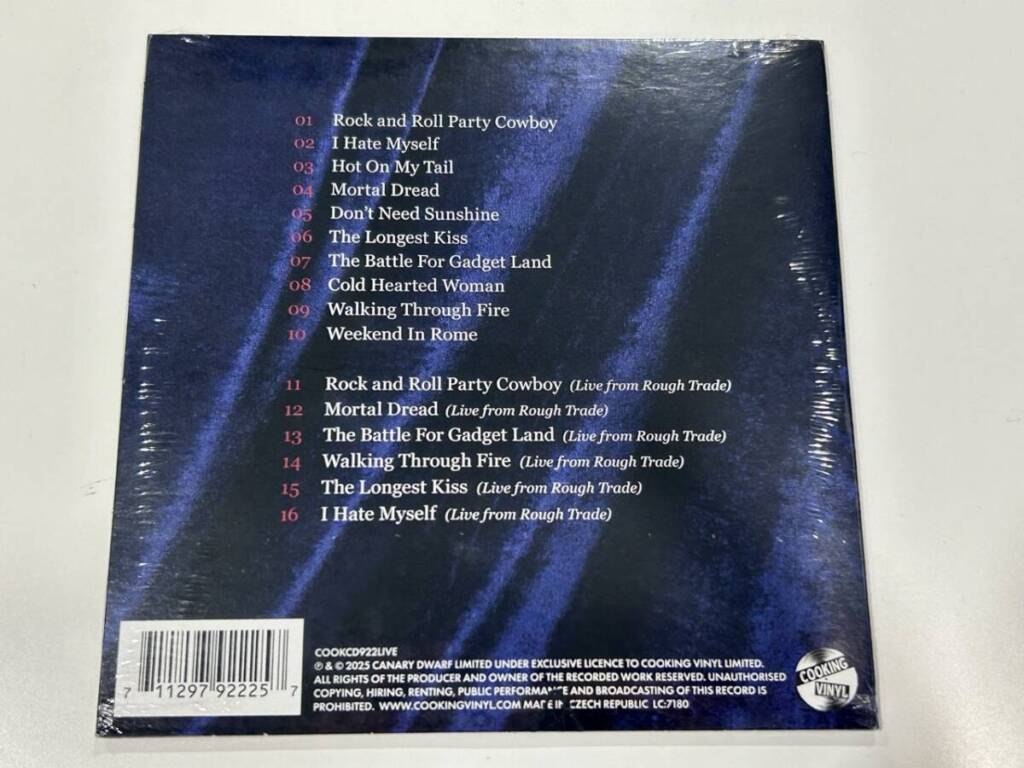 01 Rock and Roll Party Cowboy
02 I Hate Myself
03 Hot On My Tail
04 Mortal Dread
05 Don't Need Sunshine
06 The Longest Kiss
07 The Battle For Gadget Land
08 Cold Hearted Woman
09 Walking Through Fire
10 Weekend In Rome
11 Rock and Roll Party Cowboy (Live from Rough Trade)
12 Mortal Dread (Live from Rough Trade)
13 The Battle For Gadget Land (Live from Rough Trade)
14 Walking Through Fire (Live from Rough Trade)
15 The Longest Kiss (Live from Rough Trade)
16 I Hate Myself (Live from Rough Trade)
7 11297 92225 7
COOKCD922LIVE
℗ & © 2025 CANARY DWARF LIMITED UNDER EXCLUSIVE LICENCE TO COOKING VINYL LIMITED.
ALL RIGHTS OF THE PRODUCER AND OWNER OF THE RECORDED WORK RESERVED. UNAUTHORISED
COPYING, HIRING, RENTING, PUBLIC PERFORMANCE AND BROADCASTING OF THIS RECORD IS
PROHIBITED. WWW.COOKINGVINYL.COM MADE IN CZECH REPUBLIC LC:7180
COOKING
VINYL